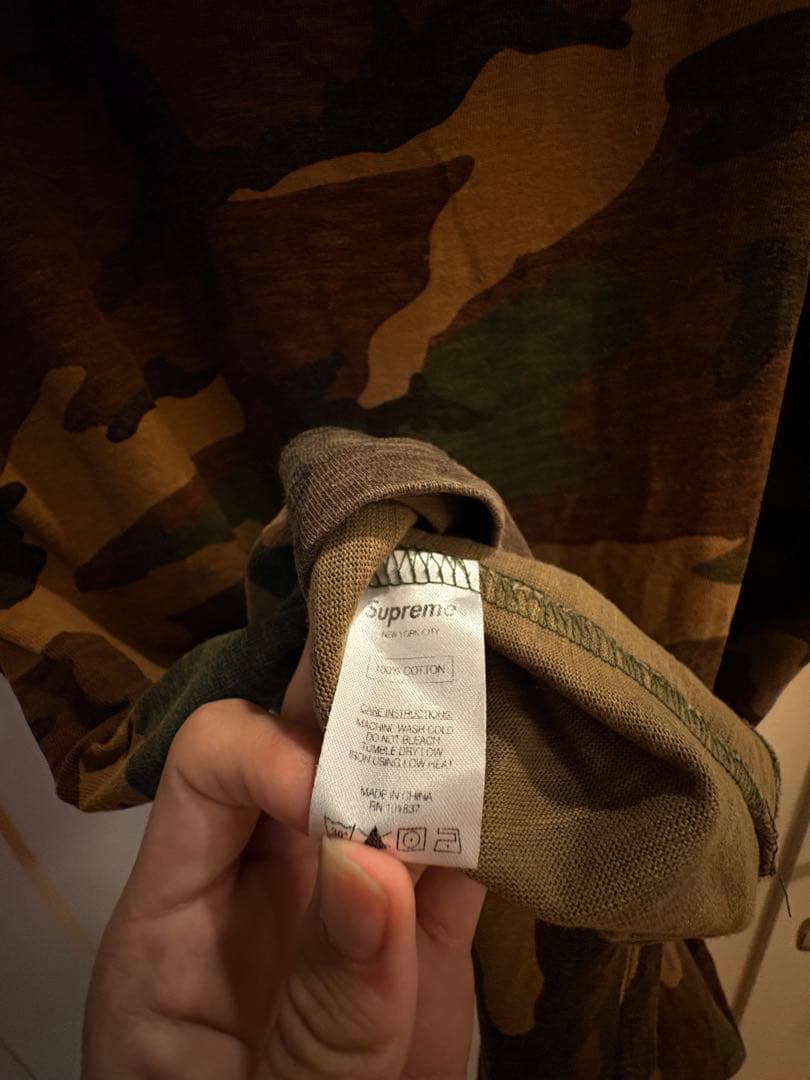 Supreme
NEW YORK CITY
100% COTTON
CARE INSTRUCTIONS:
MACHINE WASH COLD
DO NOT BLEACH
TUMBLE DRY LOW
IRON USING LOW HEAT
MADE IN CHINA
RN 101837
30°